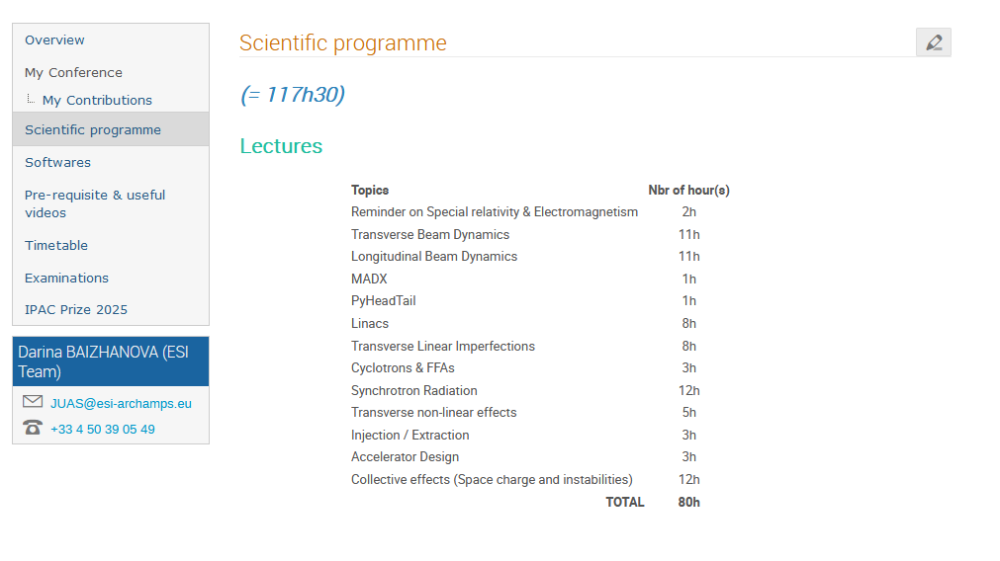 Overview
My Conference
My Contributions
Scientific programme
Softwares
Pre-requisite & useful
videos
Timetable
Examinations
IPAC Prize 2025
Darina BAIZHANOVA (ESI
Team)
JUAS@esi-archamps.eu
+33 4 50 39 05 49
Scientific programme
(= 117h30)
Lectures
Topics Nbr of hour(s)
Reminder on Special relativity & Electromagnetism 2h
Transverse Beam Dynamics 11h
Longitudinal Beam Dynamics 11h
MADX 1h
PyHeadTail 1h
Linacs 8h
Transverse Linear Imperfections 8h
Cyclotrons & FFAs 3h
Synchrotron Radiation 12h
Transverse non-linear effects 5h
Injection / Extraction 3h
Accelerator Design 3h
Collective effects (Space charge and instabilities) 12h
TOTAL 80h